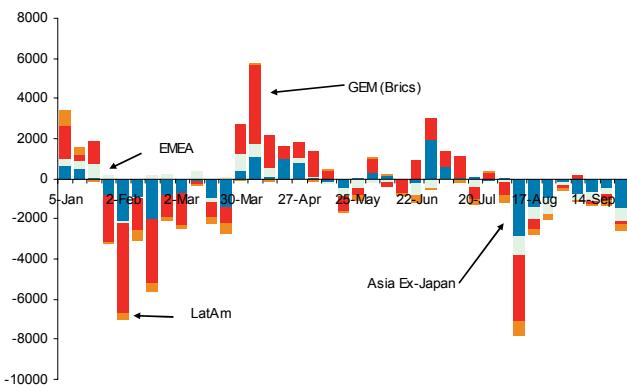 8000
6000
4000
2000
0
-2000
-4000
-6000
-8000
-10000
GEM (Brics)
EMEA
5-Jan 2-Feb 2-Mar 30-Mar 27-Apr 25-May 22-Jun 20-Jul 17-Aug 14-Sep
Asia Ex-Japan
LatAm